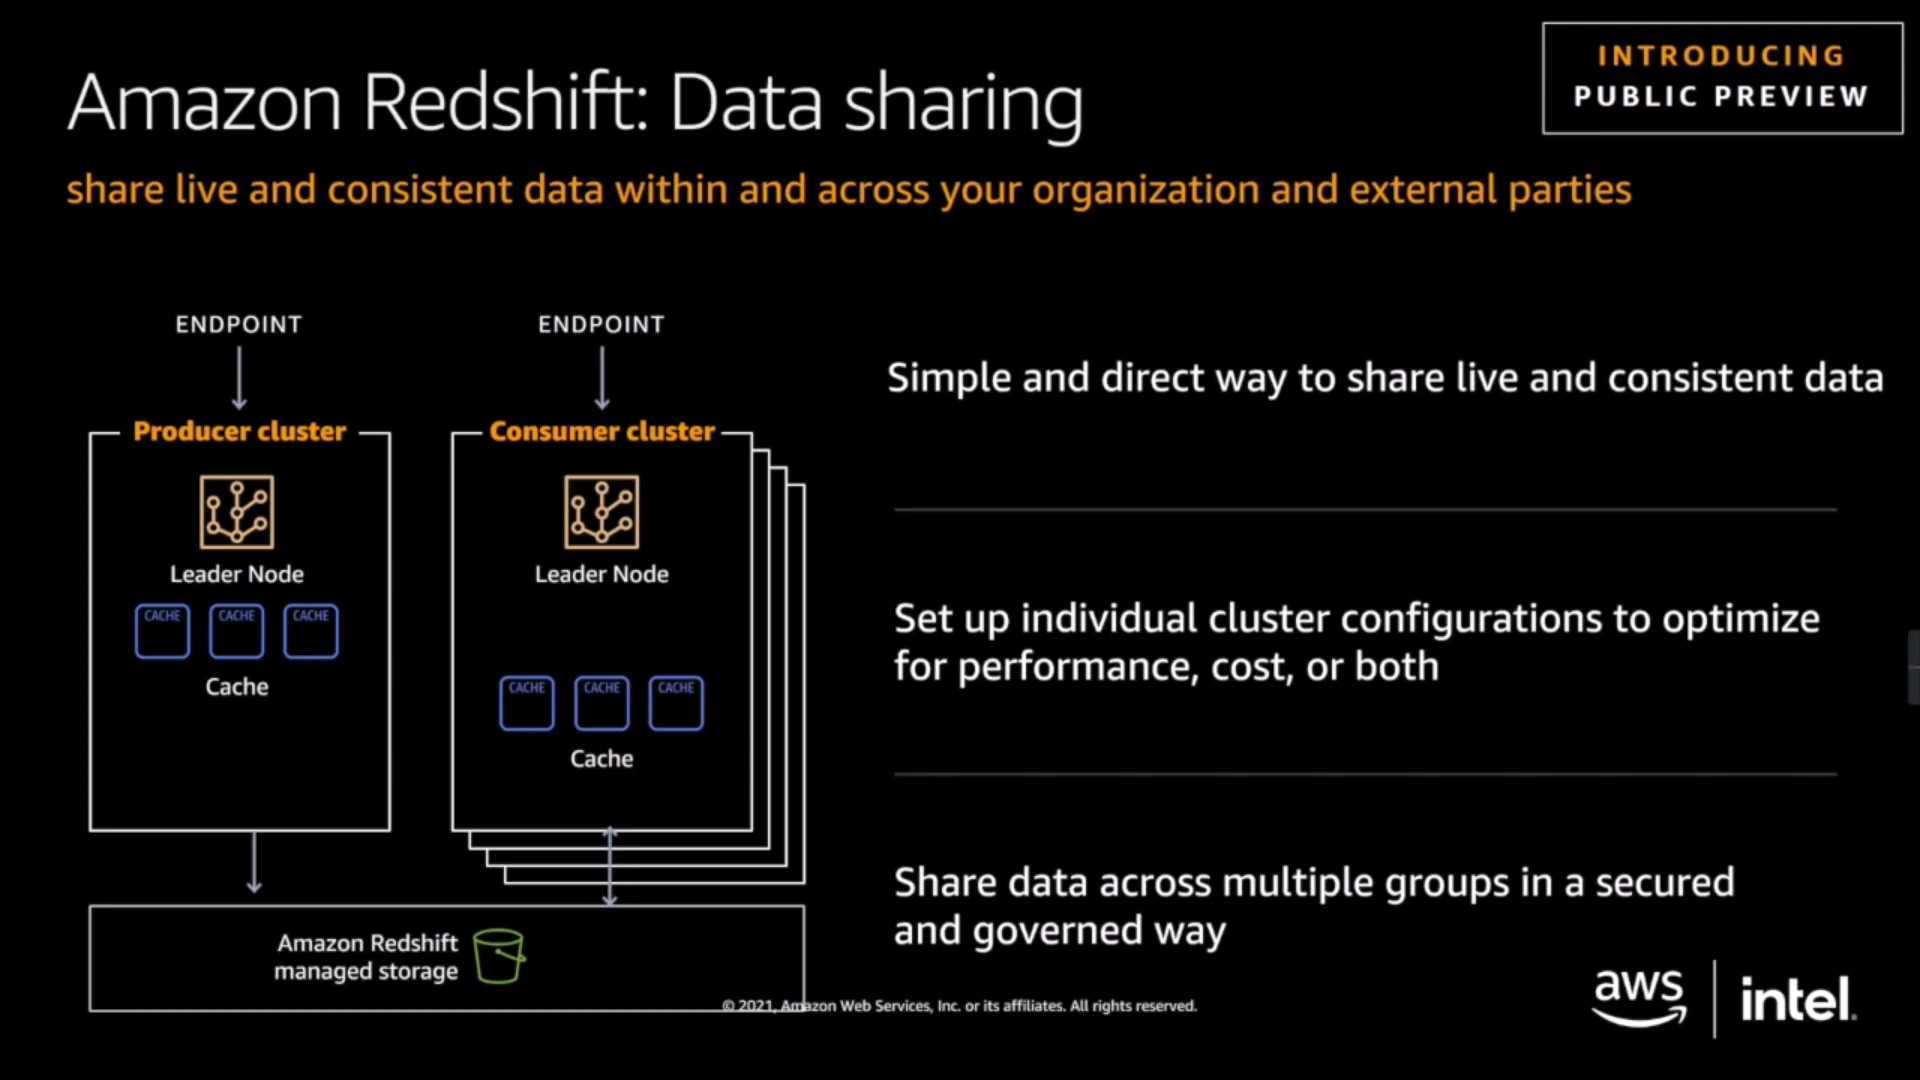 INTRODUCING
PUBLIC PREVIEW
Amazon Redshift: Data sharing
share live and consistent data within and across your organization and external parties
ENDPOINT
Producer cluster
Leader Node
CACHE CACHE CACHE
Cache
ENDPOINT
Consumer cluster
Leader Node
CACHE CACHE CACHE
Cache
Amazon Redshift
managed storage
Simple and direct way to share live and consistent data
Set up individual cluster configurations to optimize
for performance, cost, or both
Share data across multiple groups in a secured
and governed way
© 2021, Amazon Web Services, Inc. or its affiliates. All rights reserved.
aws
intel.